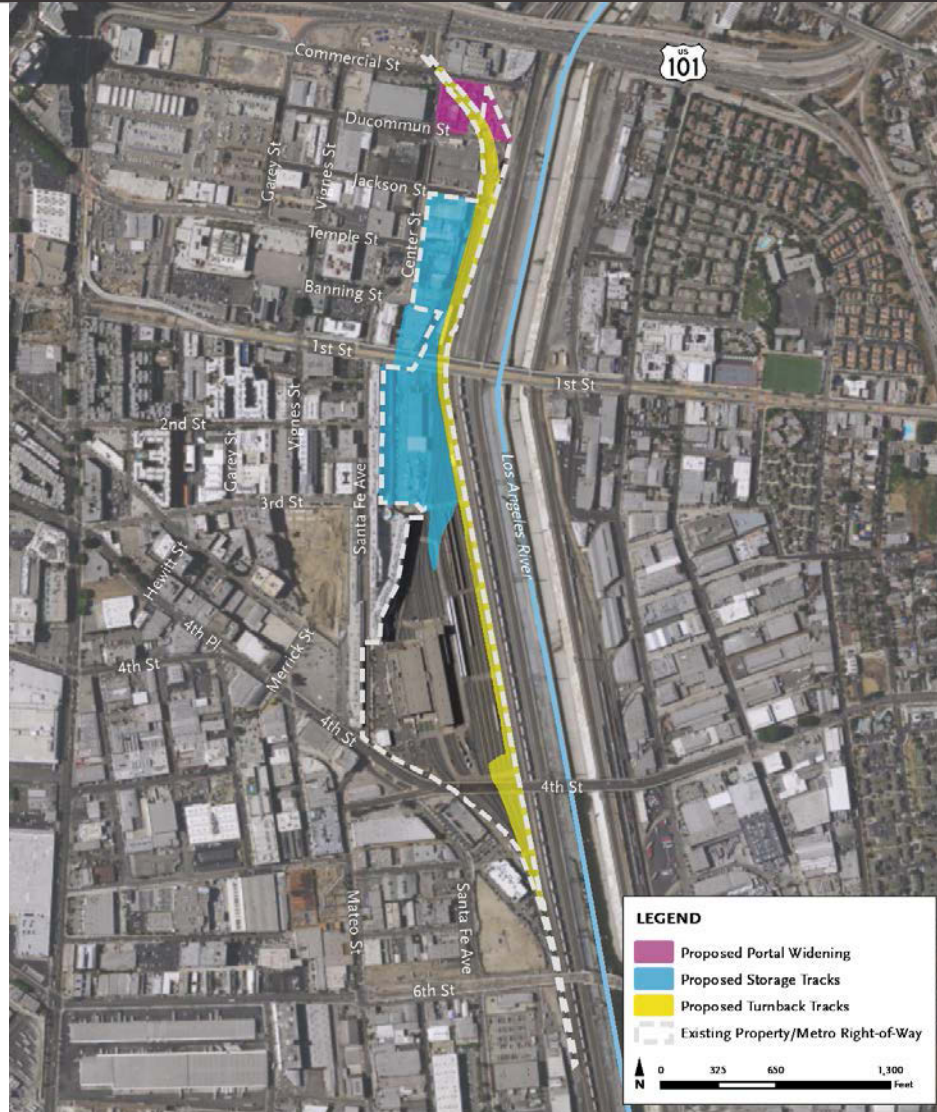 US
101
Commercial St
Ducommun St
Garey St
Vignes St
Jackson St
Center St
Temple St
Banning St
1st St
1st St
2nd St
Garey St
Vignes St
3rd St
Santa Fe Ave
Los Angeles River
Hewitt St
4th Pl
4th St
Merrick St
4th St
4th St
Mateo St
Santa Fe Ave
6th St
LEGEND
Proposed Portal Widening
Proposed Storage Tracks
Proposed Turnback Tracks
Existing Property/Metro Right-of-Way
N
0 325 650 1,300
Feet